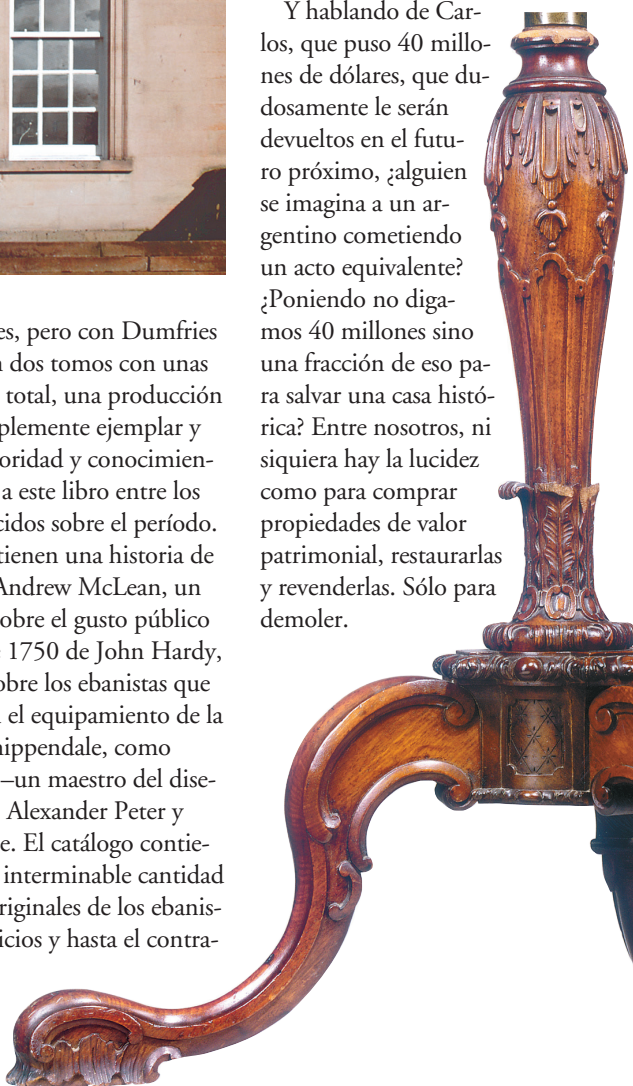 es, pero con Dumfries
dos tomos con unas
total, una producción
plemente ejemplar y
oridad y conocimien-
a este libro entre los
cidos sobre el período.
tienen una historia de
Andrew McLean, un
obre el gusto público
1750 de John Hardy,
obre los ebanistas que
el equipamiento de la
hippendale, como
–un maestro del dise-
Alexander Peter y
e. El catálogo contie-
interminable cantidad
riginales de los ebanis-
icios y hasta el contra-
Y hablando de Car-
los, que puso 40 millo-
nes de dólares, que du-
dosamente le serán
devueltos en el futu-
ro próximo, ¿alguien
se imagina a un ar-
gentino cometiendo
un acto equivalente?
¿Poniendo no diga-
mos 40 millones sino
una fracción de eso pa-
ra salvar una casa histó-
rica? Entre nosotros, ni
siquiera hay la lucidez
como para comprar
propiedades de valor
patrimonial, restaurarlas
y revenderlas. Sólo para
demoler.